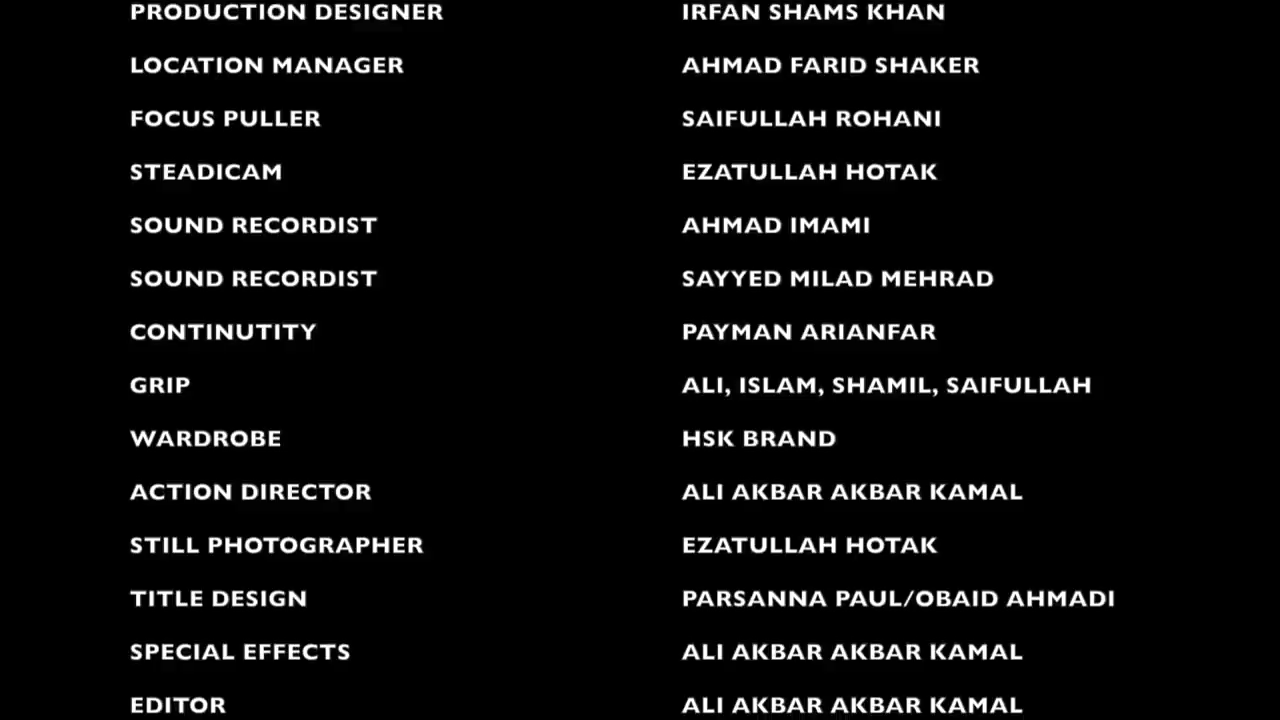 PRODUCTION DESIGNER IRFAN SHAMS KHAN
LOCATION MANAGER AHMAD FARID SHAKER
FOCUS PULLER SAIFULLAH ROHANI
STEADICAM EZATULLAH HOTAK
SOUND RECORDIST AHMAD IMAMI
SOUND RECORDIST SAYYED MILAD MEHRAD
CONTINUTITY PAYMAN ARIANFAR
GRIP ALI, ISLAM, SHAMIL, SAIFULLAH
WARDROBE HSK BRAND
ACTION DIRECTOR ALI AKBAR AKBAR KAMAL
STILL PHOTOGRAPHER EZATULLAH HOTAK
TITLE DESIGN PARSANNA PAUL/OBAID AHMADI
SPECIAL EFFECTS ALI AKBAR AKBAR KAMAL
EDITOR ALI AKBAR AKBAR KAMAL